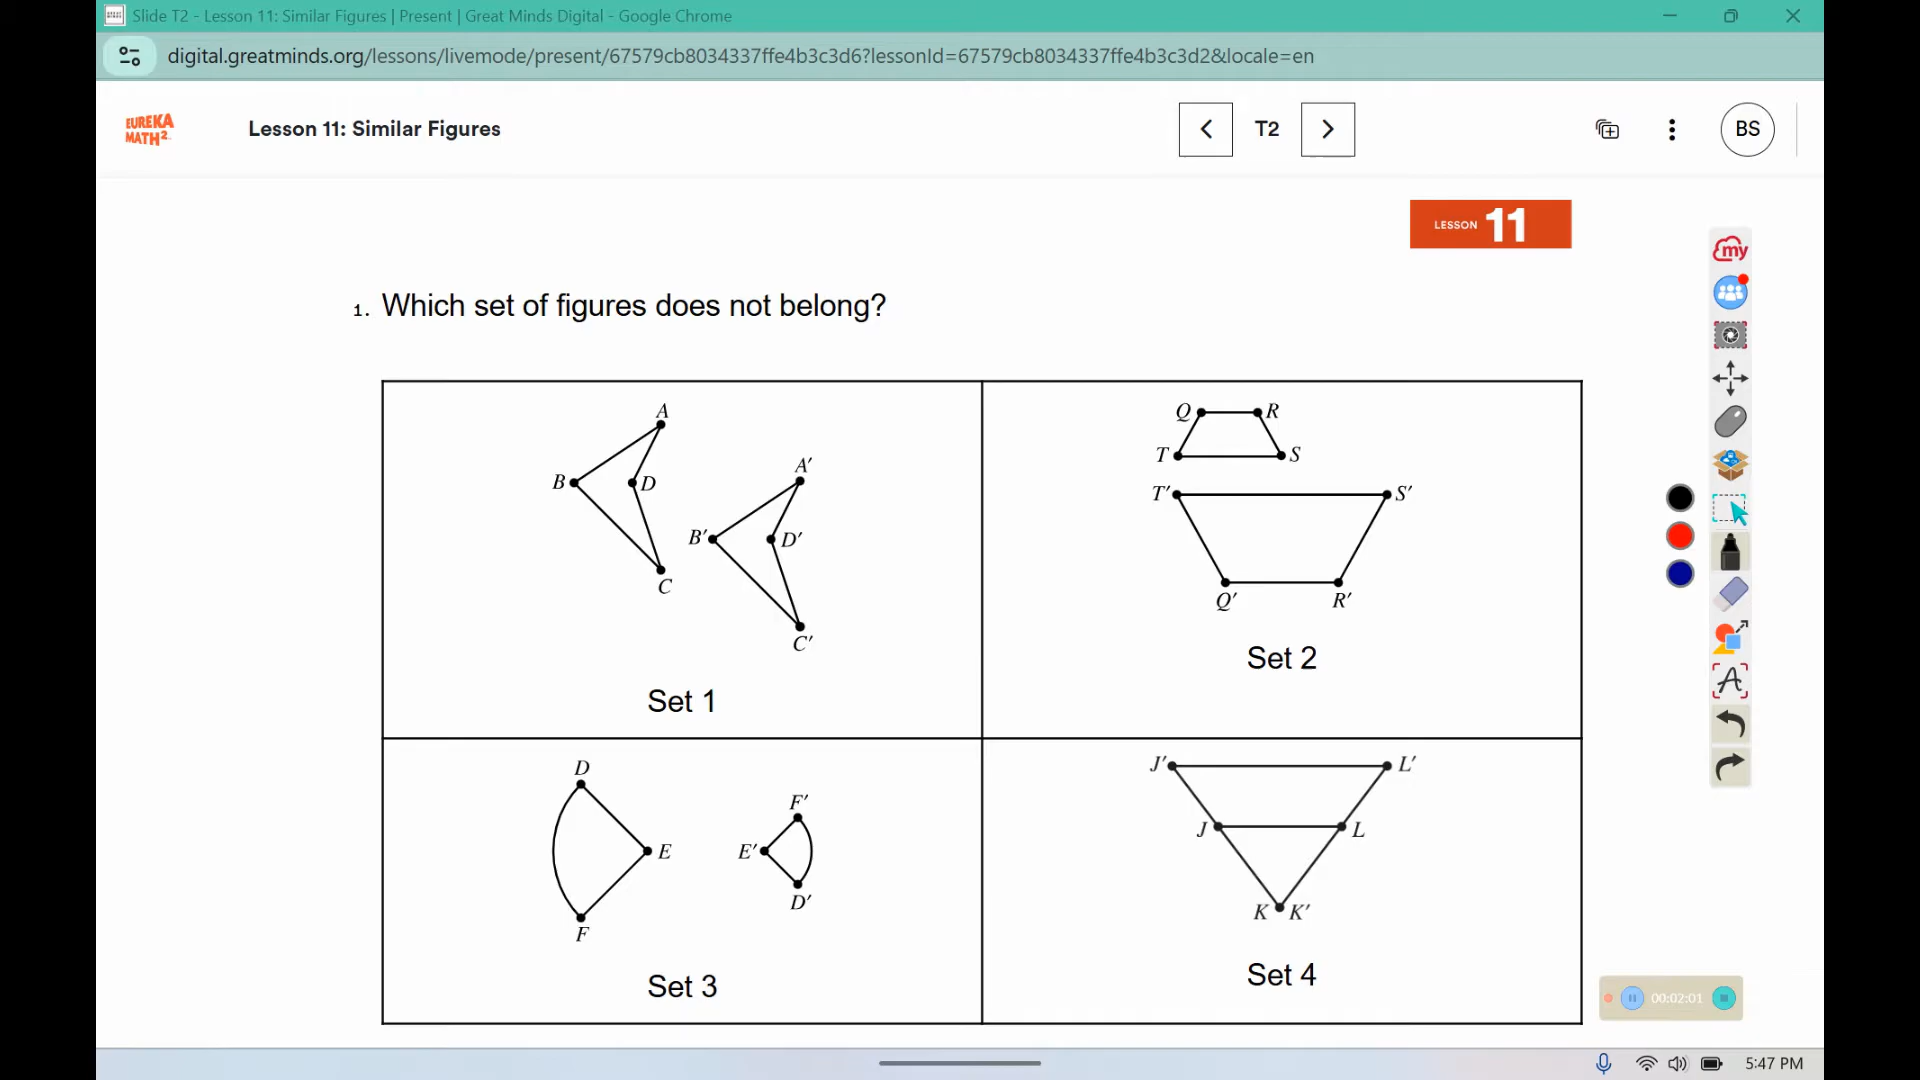 Slide T2 - Lesson 11: Similar Figures | Present | Great Minds Digital - Google Chrome
digital.greatminds.org/lessons/livemode/present/67579cb8034337ffe4b3c3d6?lessonId=67579cb8034337ffe4b3c3d2&locale=en
EUREKA
MATH²
Lesson 11: Similar Figures
T2
BS
LESSON 11
my
1. Which set of figures does not belong?
A
B
D
C
A'
B'
D'
C'
Set 1
Q
R
T
S
T'
S'
Q'
R'
Set 2
D
E
F
F'
E'
D'
Set 3
J'
L'
J
L
K
K'
Set 4
A
00:02:01
5:47 PM